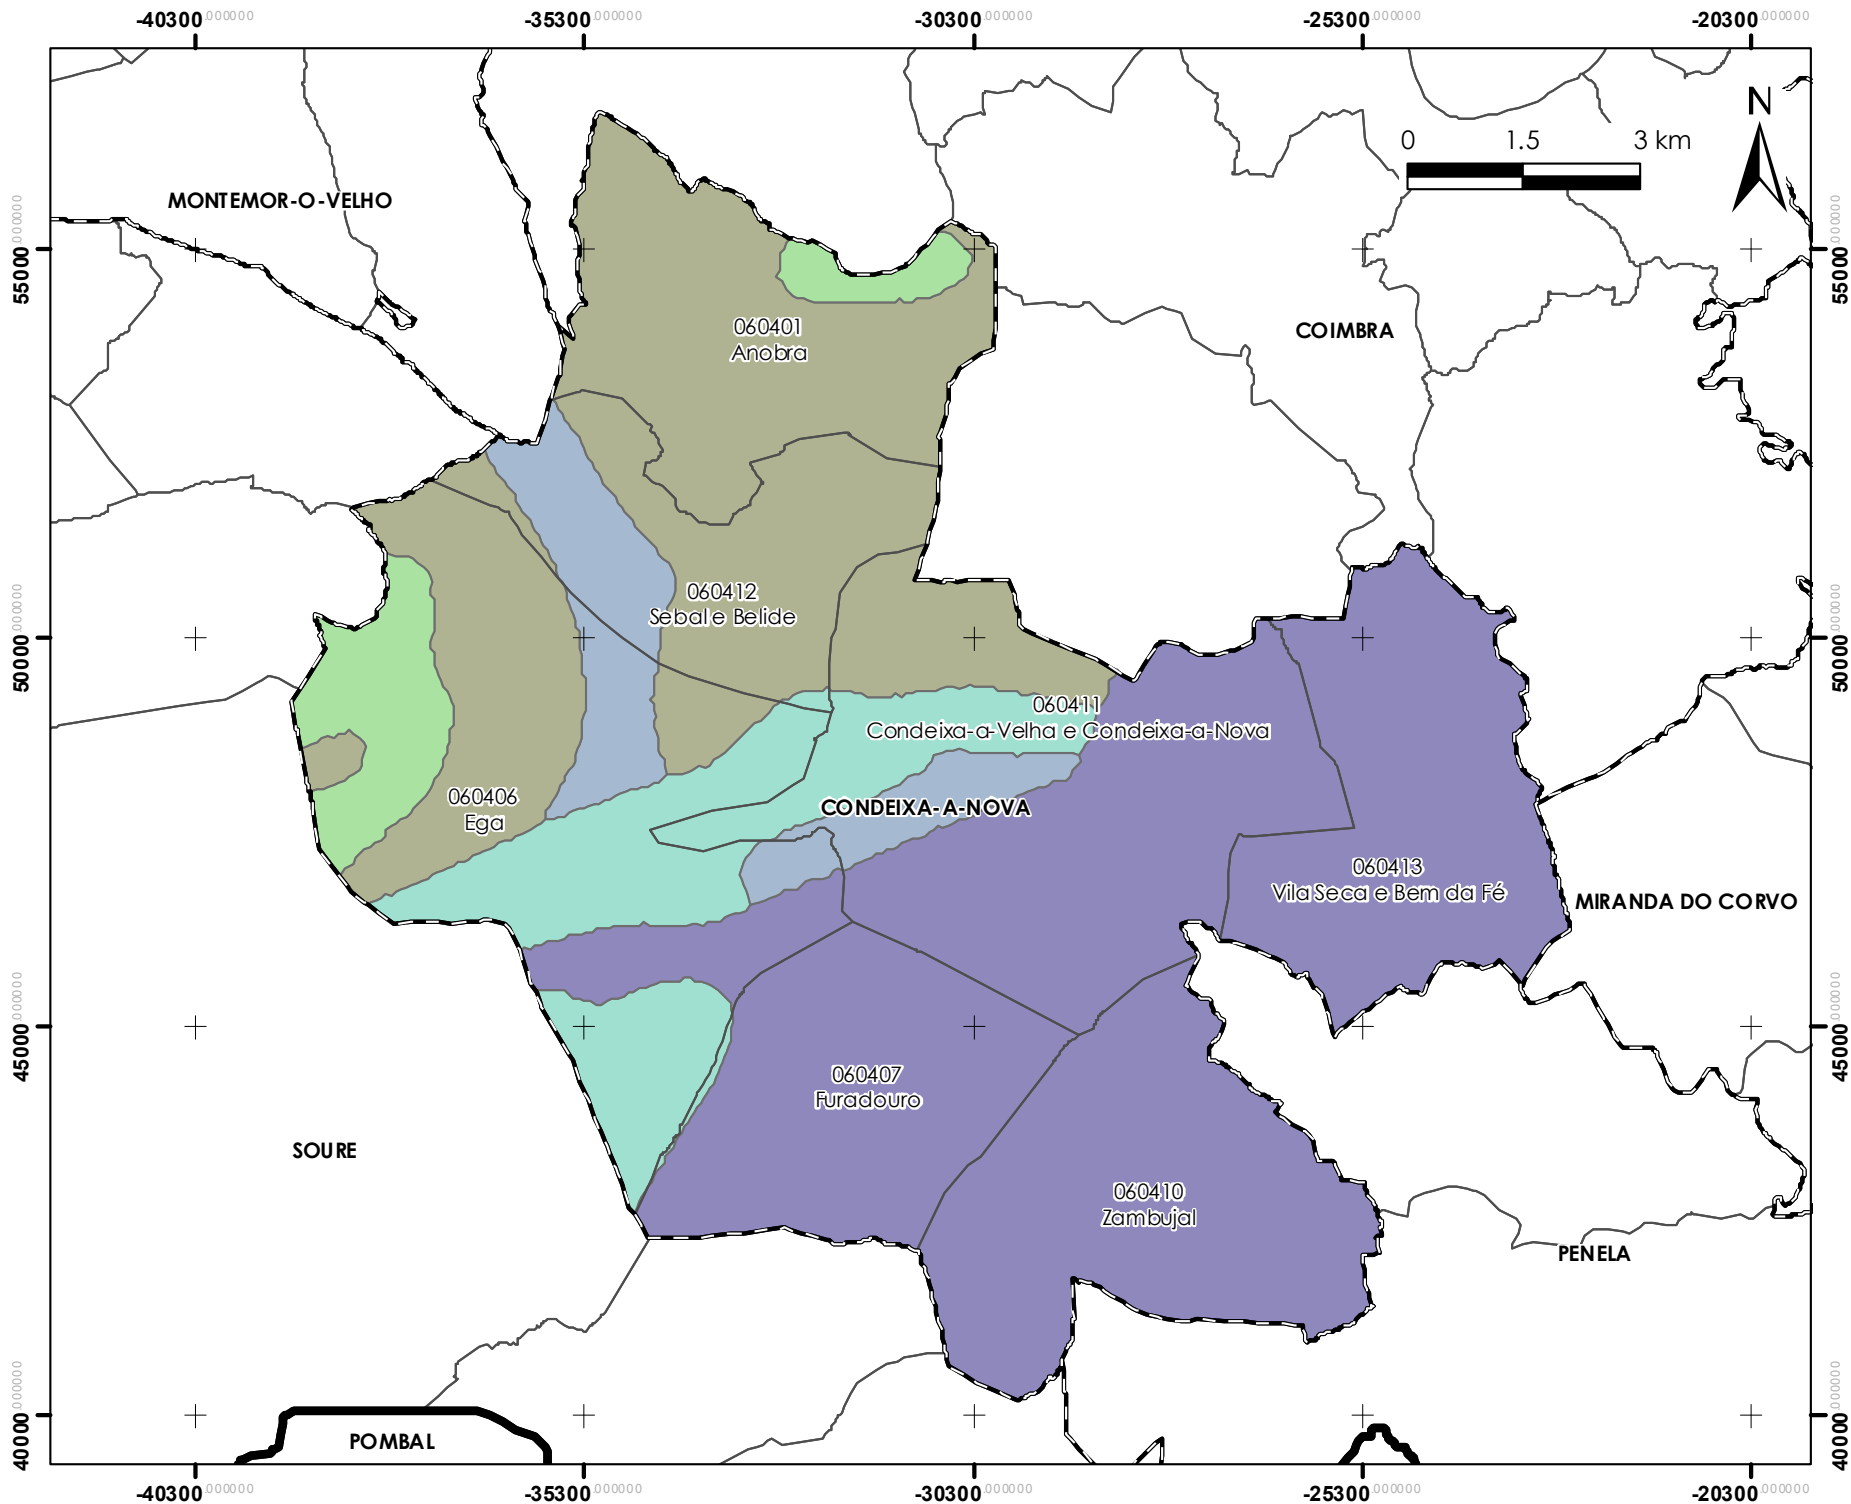 -40300.000000
-35300.000000
-30300.000000
-25300.000000
-20300.000000
N
0 1.5 3 km
MONTEMOR-O-VELHO
55000.000000
55000.000000
COIMBRA
060401
Anobra
060412
Sebal e Belide
50000.000000
50000.000000
060411
Condeixa-a-Velha e Condeixa-a-Nova
060406
Ega
CONDEIXA-A-NOVA
060413
Vila Seca e Bem da Fé
MIRANDA DO CORVO
45000.000000
45000.000000
060407
Furadouro
SOURE
060410
Zambujal
PENELA
40000.000000
40000.000000
POMBAL
-40300.000000
-35300.000000
-30300.000000
-25300.000000
-20300.000000